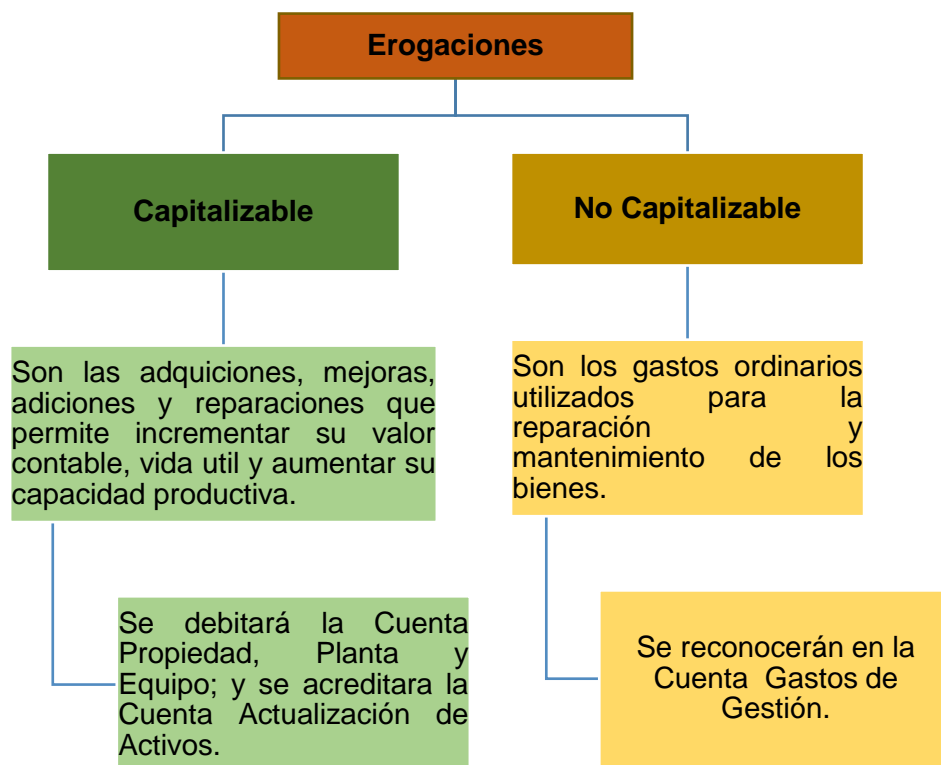 Erogaciones
Capitalizable
No Capitalizable
Son las adquiciones, mejoras,
adiciones y reparaciones que
permite incrementar su valor
contable, vida util y aumentar su
capacidad productiva.
Son los gastos ordinarios
utilizados para la
reparación y
mantenimiento de los
bienes.
Se debitará la Cuenta
Propiedad, Planta y
Equipo; y se acreditara la
Cuenta Actualización de
Activos.
Se reconocerán en la
Cuenta Gastos de
Gestión.